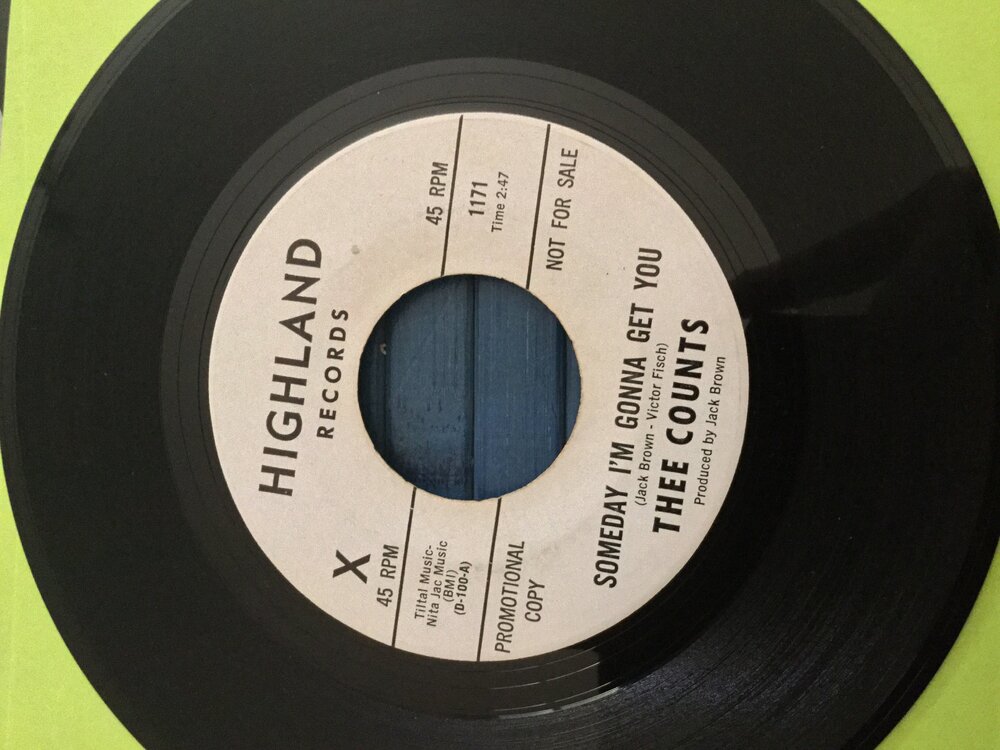 HIGHLAND
RECORDS
X
45 RPM
45 RPM
Tiltal Music-
Nita Jac Music
(BMI)
(D-100-A)
1171
Time 2:47
PROMOTIONAL
COPY
NOT FOR SALE
SOMEDAY I'M GONNA GET YOU
(Jack Brown - Victor Fisch)
THEE COUNTS
Produced by Jack Brown